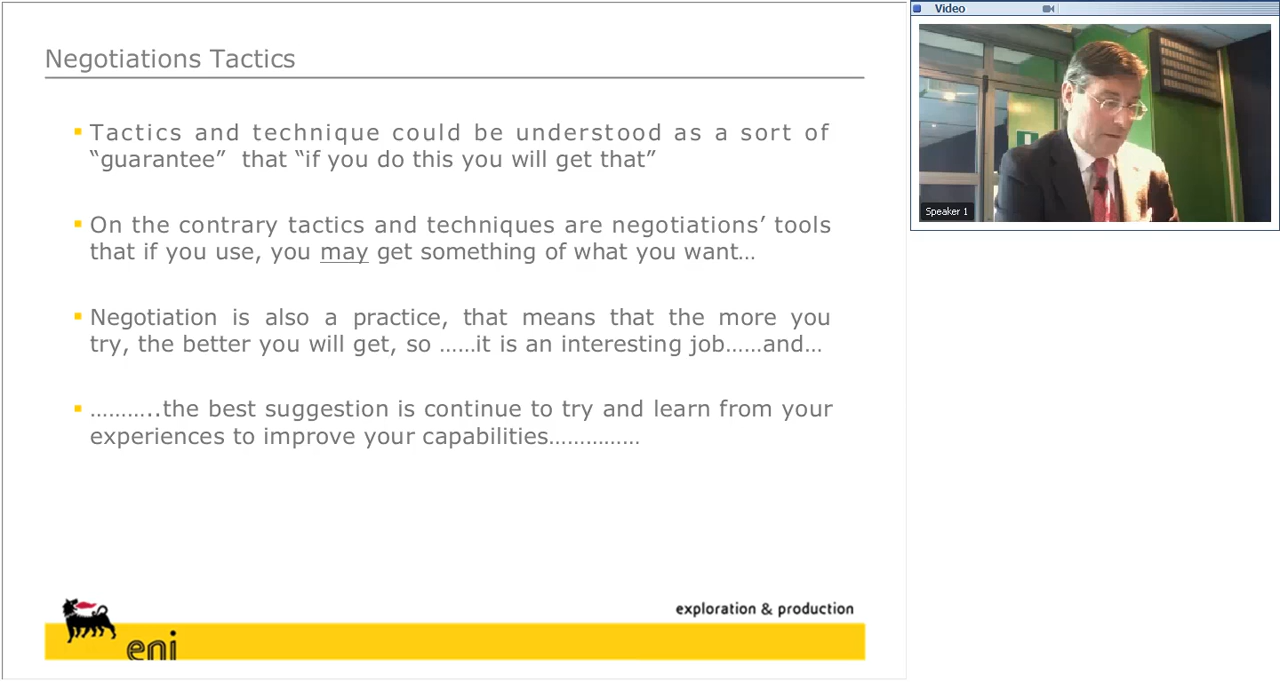 Negotiations Tactics
Tactics and technique could be understood as a sort of
“guarantee” that “if you do this you will get that”
On the contrary tactics and techniques are negotiations’ tools
that if you use, you may get something of what you want…
Negotiation is also a practice, that means that the more you
try, the better you will get, so ……it is an interesting job……and…
………..the best suggestion is continue to try and learn from your
experiences to improve your capabilities……………
exploration & production
eni
Video
Speaker 1